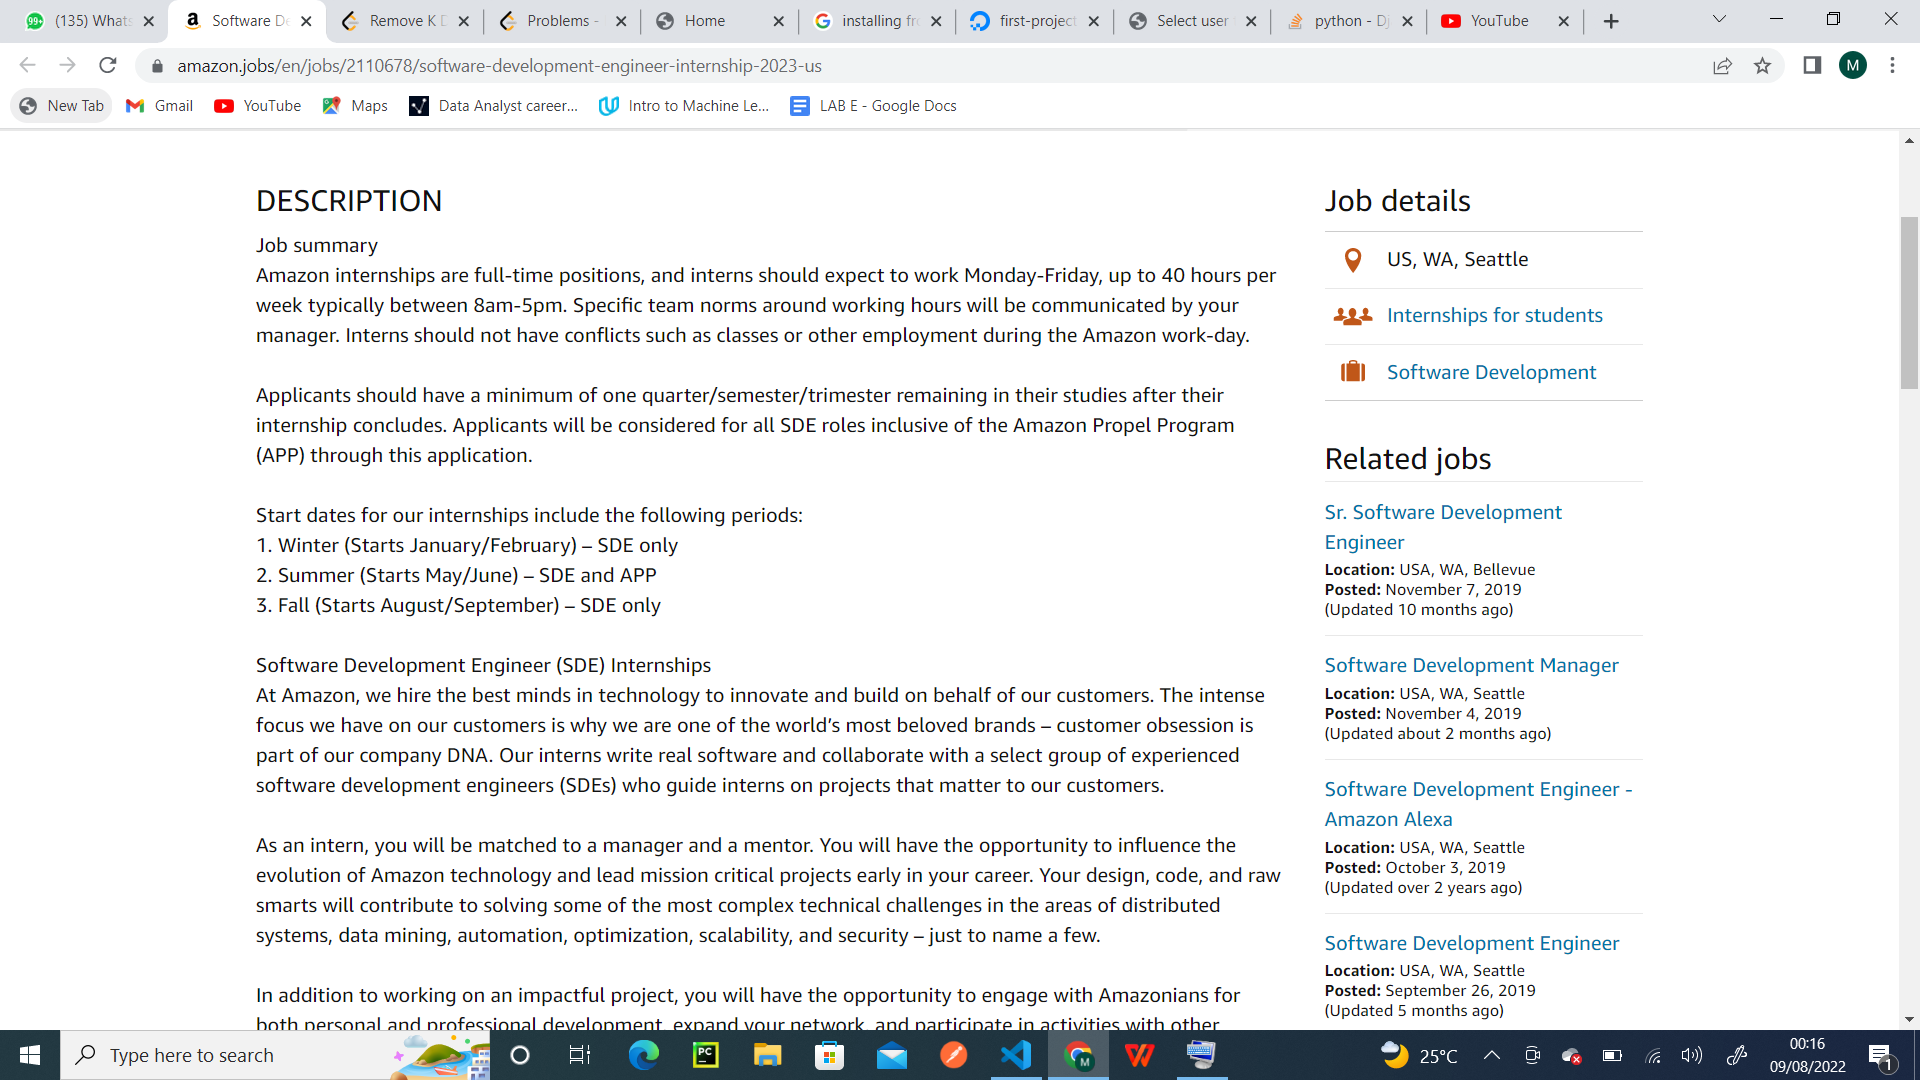 (135) Whats
Software De
Remove K D
Problems -
Home
installing fro
first-project
Select user
python - Dj
YouTube
amazon.jobs/en/jobs/2110678/software-development-engineer-internship-2023-us
M
New Tab
Gmail
YouTube
Maps
Data Analyst career...
Intro to Machine Le...
LAB E - Google Docs
DESCRIPTION
Job summary
Amazon internships are full-time positions, and interns should expect to work Monday-Friday, up to 40 hours per
week typically between 8am-5pm. Specific team norms around working hours will be communicated by your
manager. Interns should not have conflicts such as classes or other employment during the Amazon work-day.
Applicants should have a minimum of one quarter/semester/trimester remaining in their studies after their
internship concludes. Applicants will be considered for all SDE roles inclusive of the Amazon Propel Program
(APP) through this application.
Start dates for our internships include the following periods:
1. Winter (Starts January/February) – SDE only
2. Summer (Starts May/June) – SDE and APP
3. Fall (Starts August/September) – SDE only
Software Development Engineer (SDE) Internships
At Amazon, we hire the best minds in technology to innovate and build on behalf of our customers. The intense
focus we have on our customers is why we are one of the world’s most beloved brands – customer obsession is
part of our company DNA. Our interns write real software and collaborate with a select group of experienced
software development engineers (SDEs) who guide interns on projects that matter to our customers.
As an intern, you will be matched to a manager and a mentor. You will have the opportunity to influence the
evolution of Amazon technology and lead mission critical projects early in your career. Your design, code, and raw
smarts will contribute to solving some of the most complex technical challenges in the areas of distributed
systems, data mining, automation, optimization, scalability, and security – just to name a few.
In addition to working on an impactful project, you will have the opportunity to engage with Amazonians for
both personal and professional development, expand your network, and participate in activities with other
Job details
US, WA, Seattle
Internships for students
Software Development
Related jobs
Sr. Software Development
Engineer
Location: USA, WA, Bellevue
Posted: November 7, 2019
(Updated 10 months ago)
Software Development Manager
Location: USA, WA, Seattle
Posted: November 4, 2019
(Updated about 2 months ago)
Software Development Engineer -
Amazon Alexa
Location: USA, WA, Seattle
Posted: October 3, 2019
(Updated over 2 years ago)
Software Development Engineer
Location: USA, WA, Seattle
Posted: September 26, 2019
(Updated 5 months ago)
Type here to search
25°C
00:16
09/08/2022
1